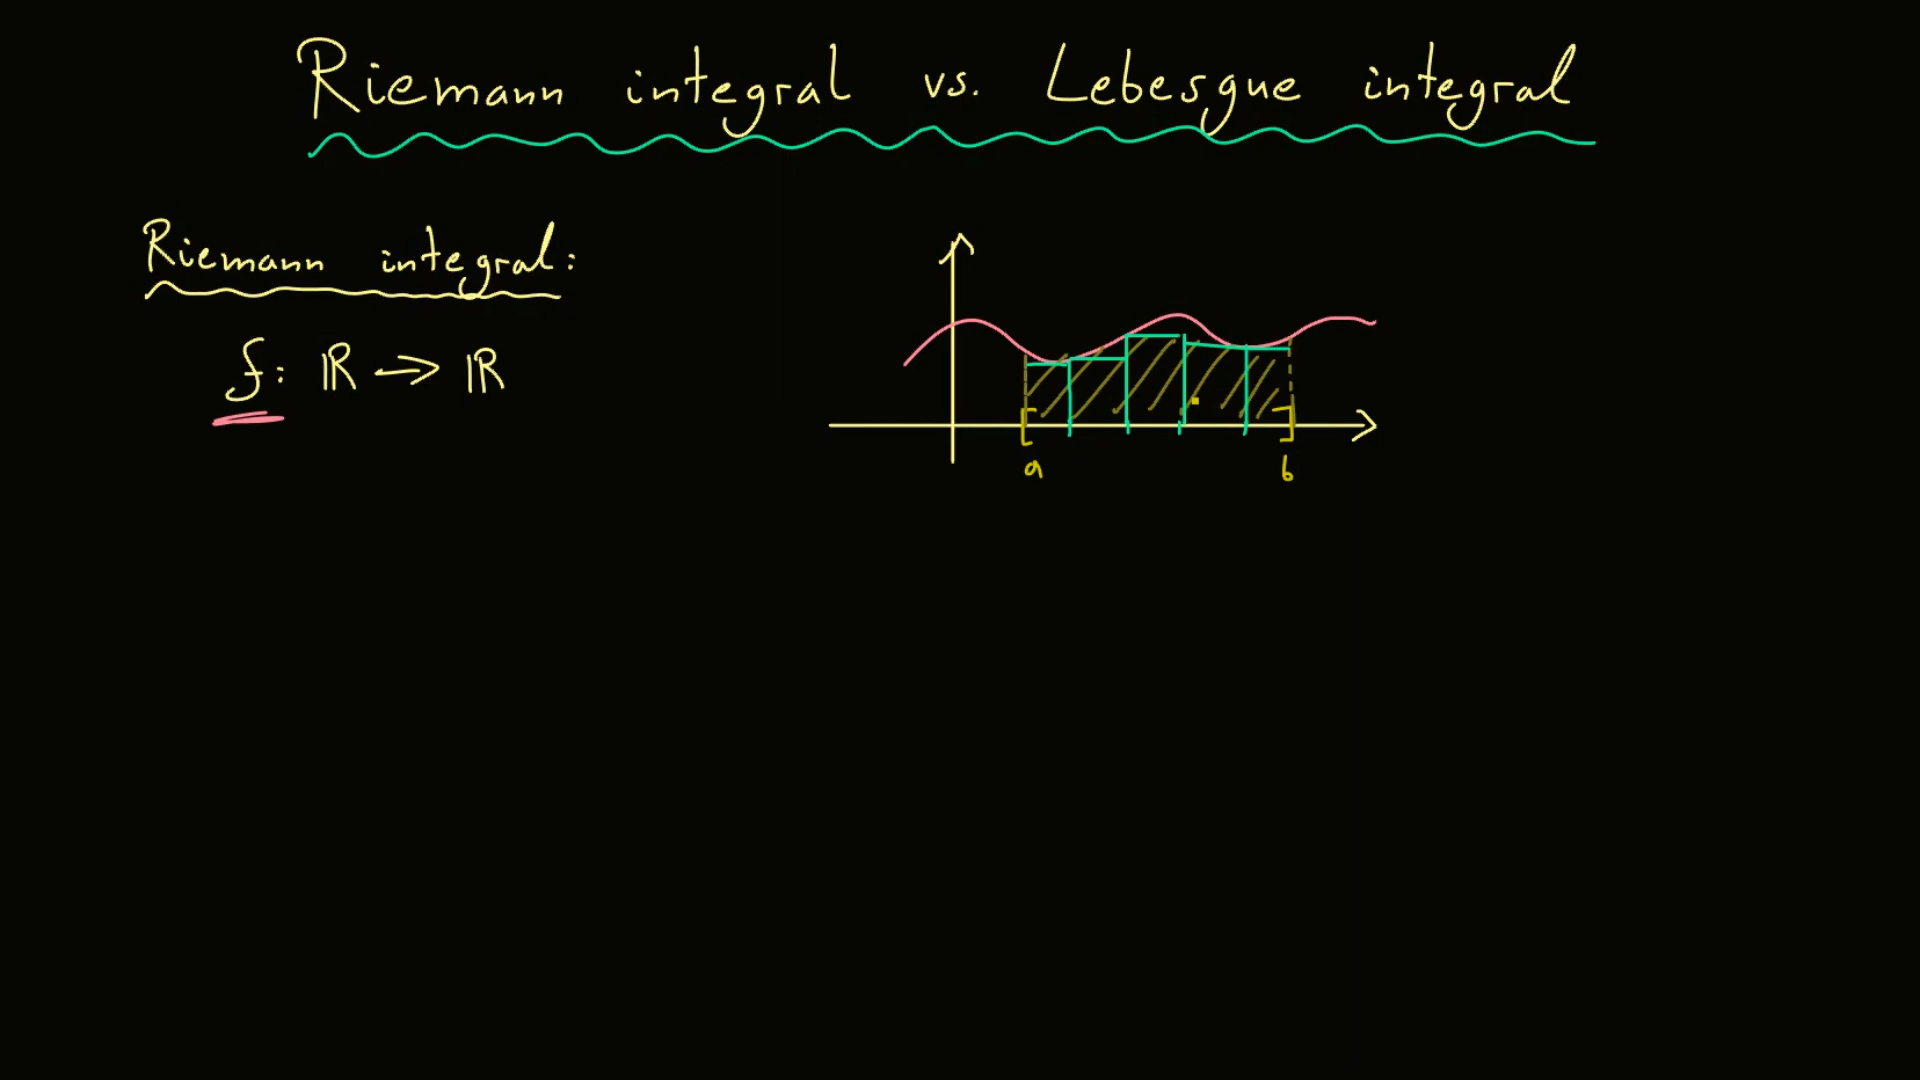 Riemann integral vs. Lebesgue integral
Riemann integral:
f: ℝ → ℝ
a b